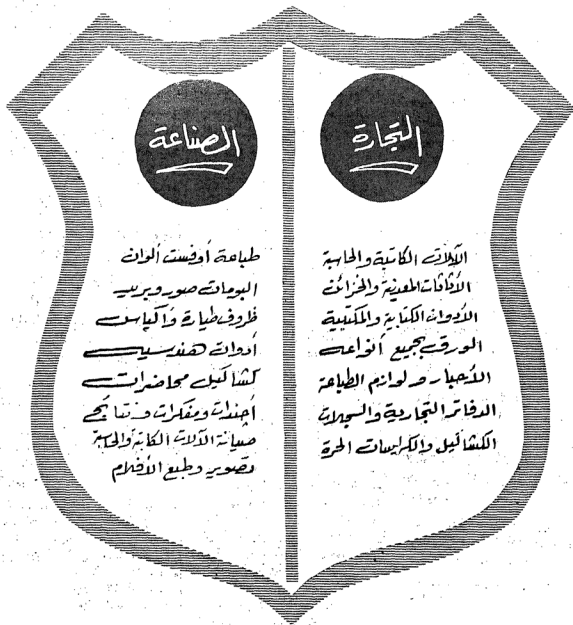 التجارة
الآلات الكاتبة والحاسبة
الأثاثات المعدنية والخزائن
الأدوات الكتابية والمكتبية
الورق بجميع أنواعه
الأحبار ولوازم الطباعة
الدفاتر التجارية والسجلات
الكشاكيل والكراسات الحرة
الصناعة
طباعة أوفست ألوان
البومات صور وبريد
ظروف طيارة وأكياس
أدوات هندسية
كشاكيل محاضرات
أجندات ومفكرات ونتائج
صيانة الآلات الكاتبة والحاسبة
تصوير وطبع الأفلام